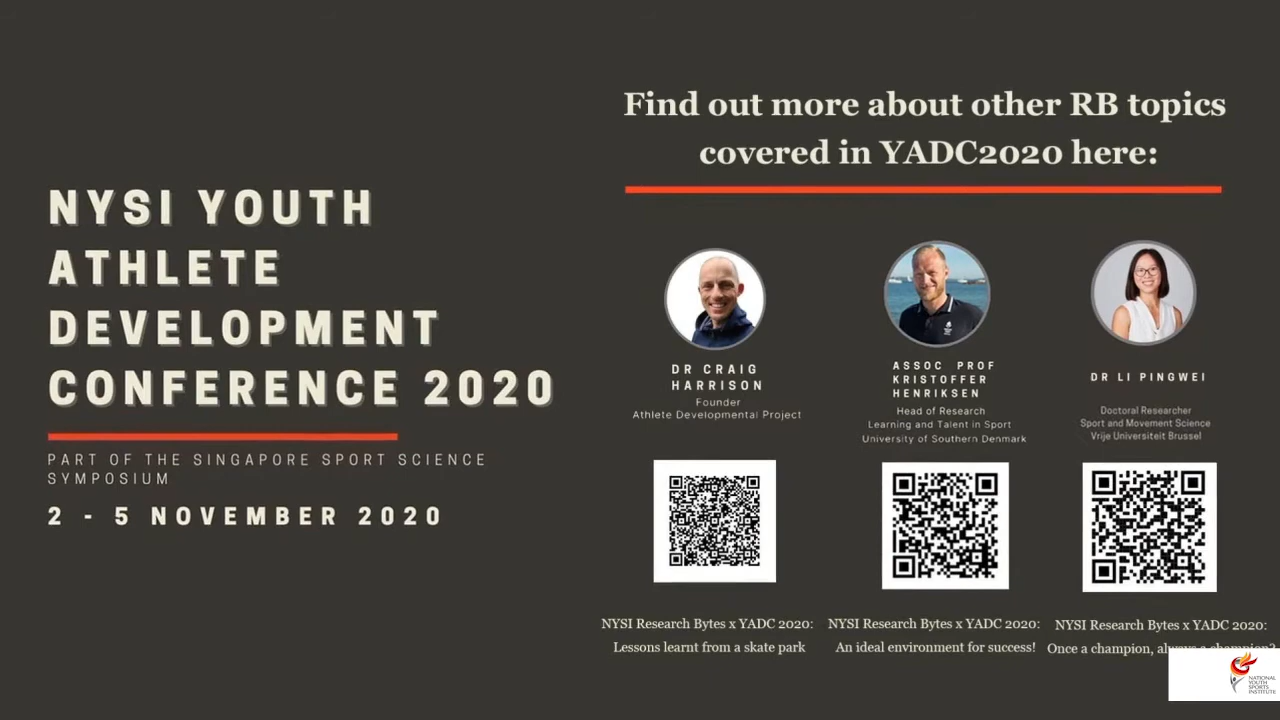 NYSI YOUTH
ATHLETE
DEVELOPMENT
CONFERENCE 2020
PART OF THE SINGAPORE SPORT SCIENCE
SYMPOSIUM
2 - 5 NOVEMBER 2020
Find out more about other RB topics
covered in YADC2020 here:
DR CRAIG
HARRISON
Founder
Athlete Developmental Project
NYSI Research Bytes x YADC 2020:
Lessons learnt from a skate park
ASSOC PROF
KRISTOFFER
HENRIKSEN
Head of Research
Learning and Talent in Sport
University of Southern Denmark
NYSI Research Bytes x YADC 2020:
An ideal environment for success!
DR LI PINGWEI
Doctoral Researcher
Sport and Movement Science
Vrije Universiteit Brussel
NYSI Research Bytes x YADC 2020:
Once a champion, always a champion?
NATIONAL
YOUTH
SPORTS
INSTITUTE